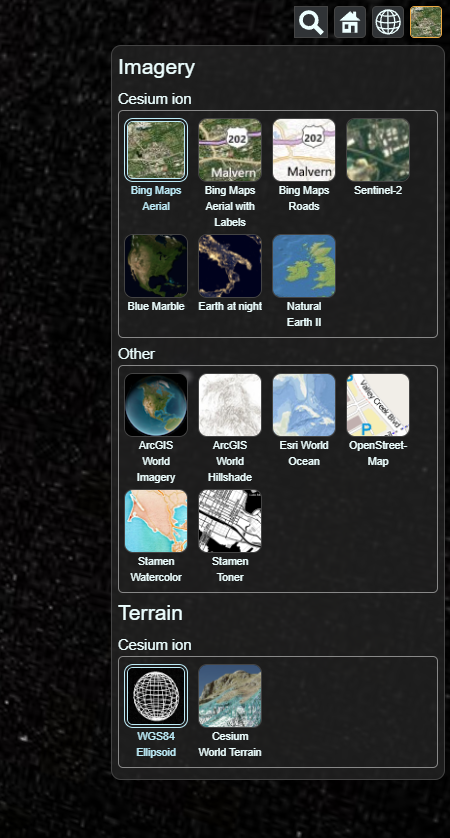 Imagery
Cesium ion
202
Malvern
202
Malvern
Bing Maps
Aerial
Bing Maps
Aerial with
Labels
Bing Maps
Roads
Sentinel-2
Blue Marble
Earth at night
Natural
Earth II
Other
Valley Creek Blvd
P
ArcGIS
World
Imagery
ArcGIS
World
Hillshade
Esri World
Ocean
OpenStreet-
Map
Stamen
Watercolor
Stamen
Toner
Terrain
Cesium ion
WGS84
Ellipsoid
Cesium
World Terrain